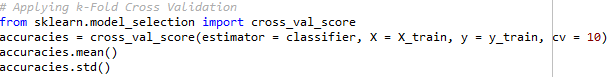 # Applying k-Fold Cross Validation
from sklearn.model_selection import cross_val_score
accuracies = cross_val_score(estimator = classifier, X = X_train, y = y_train, cv = 10)
accuracies.mean()
accuracies.std()